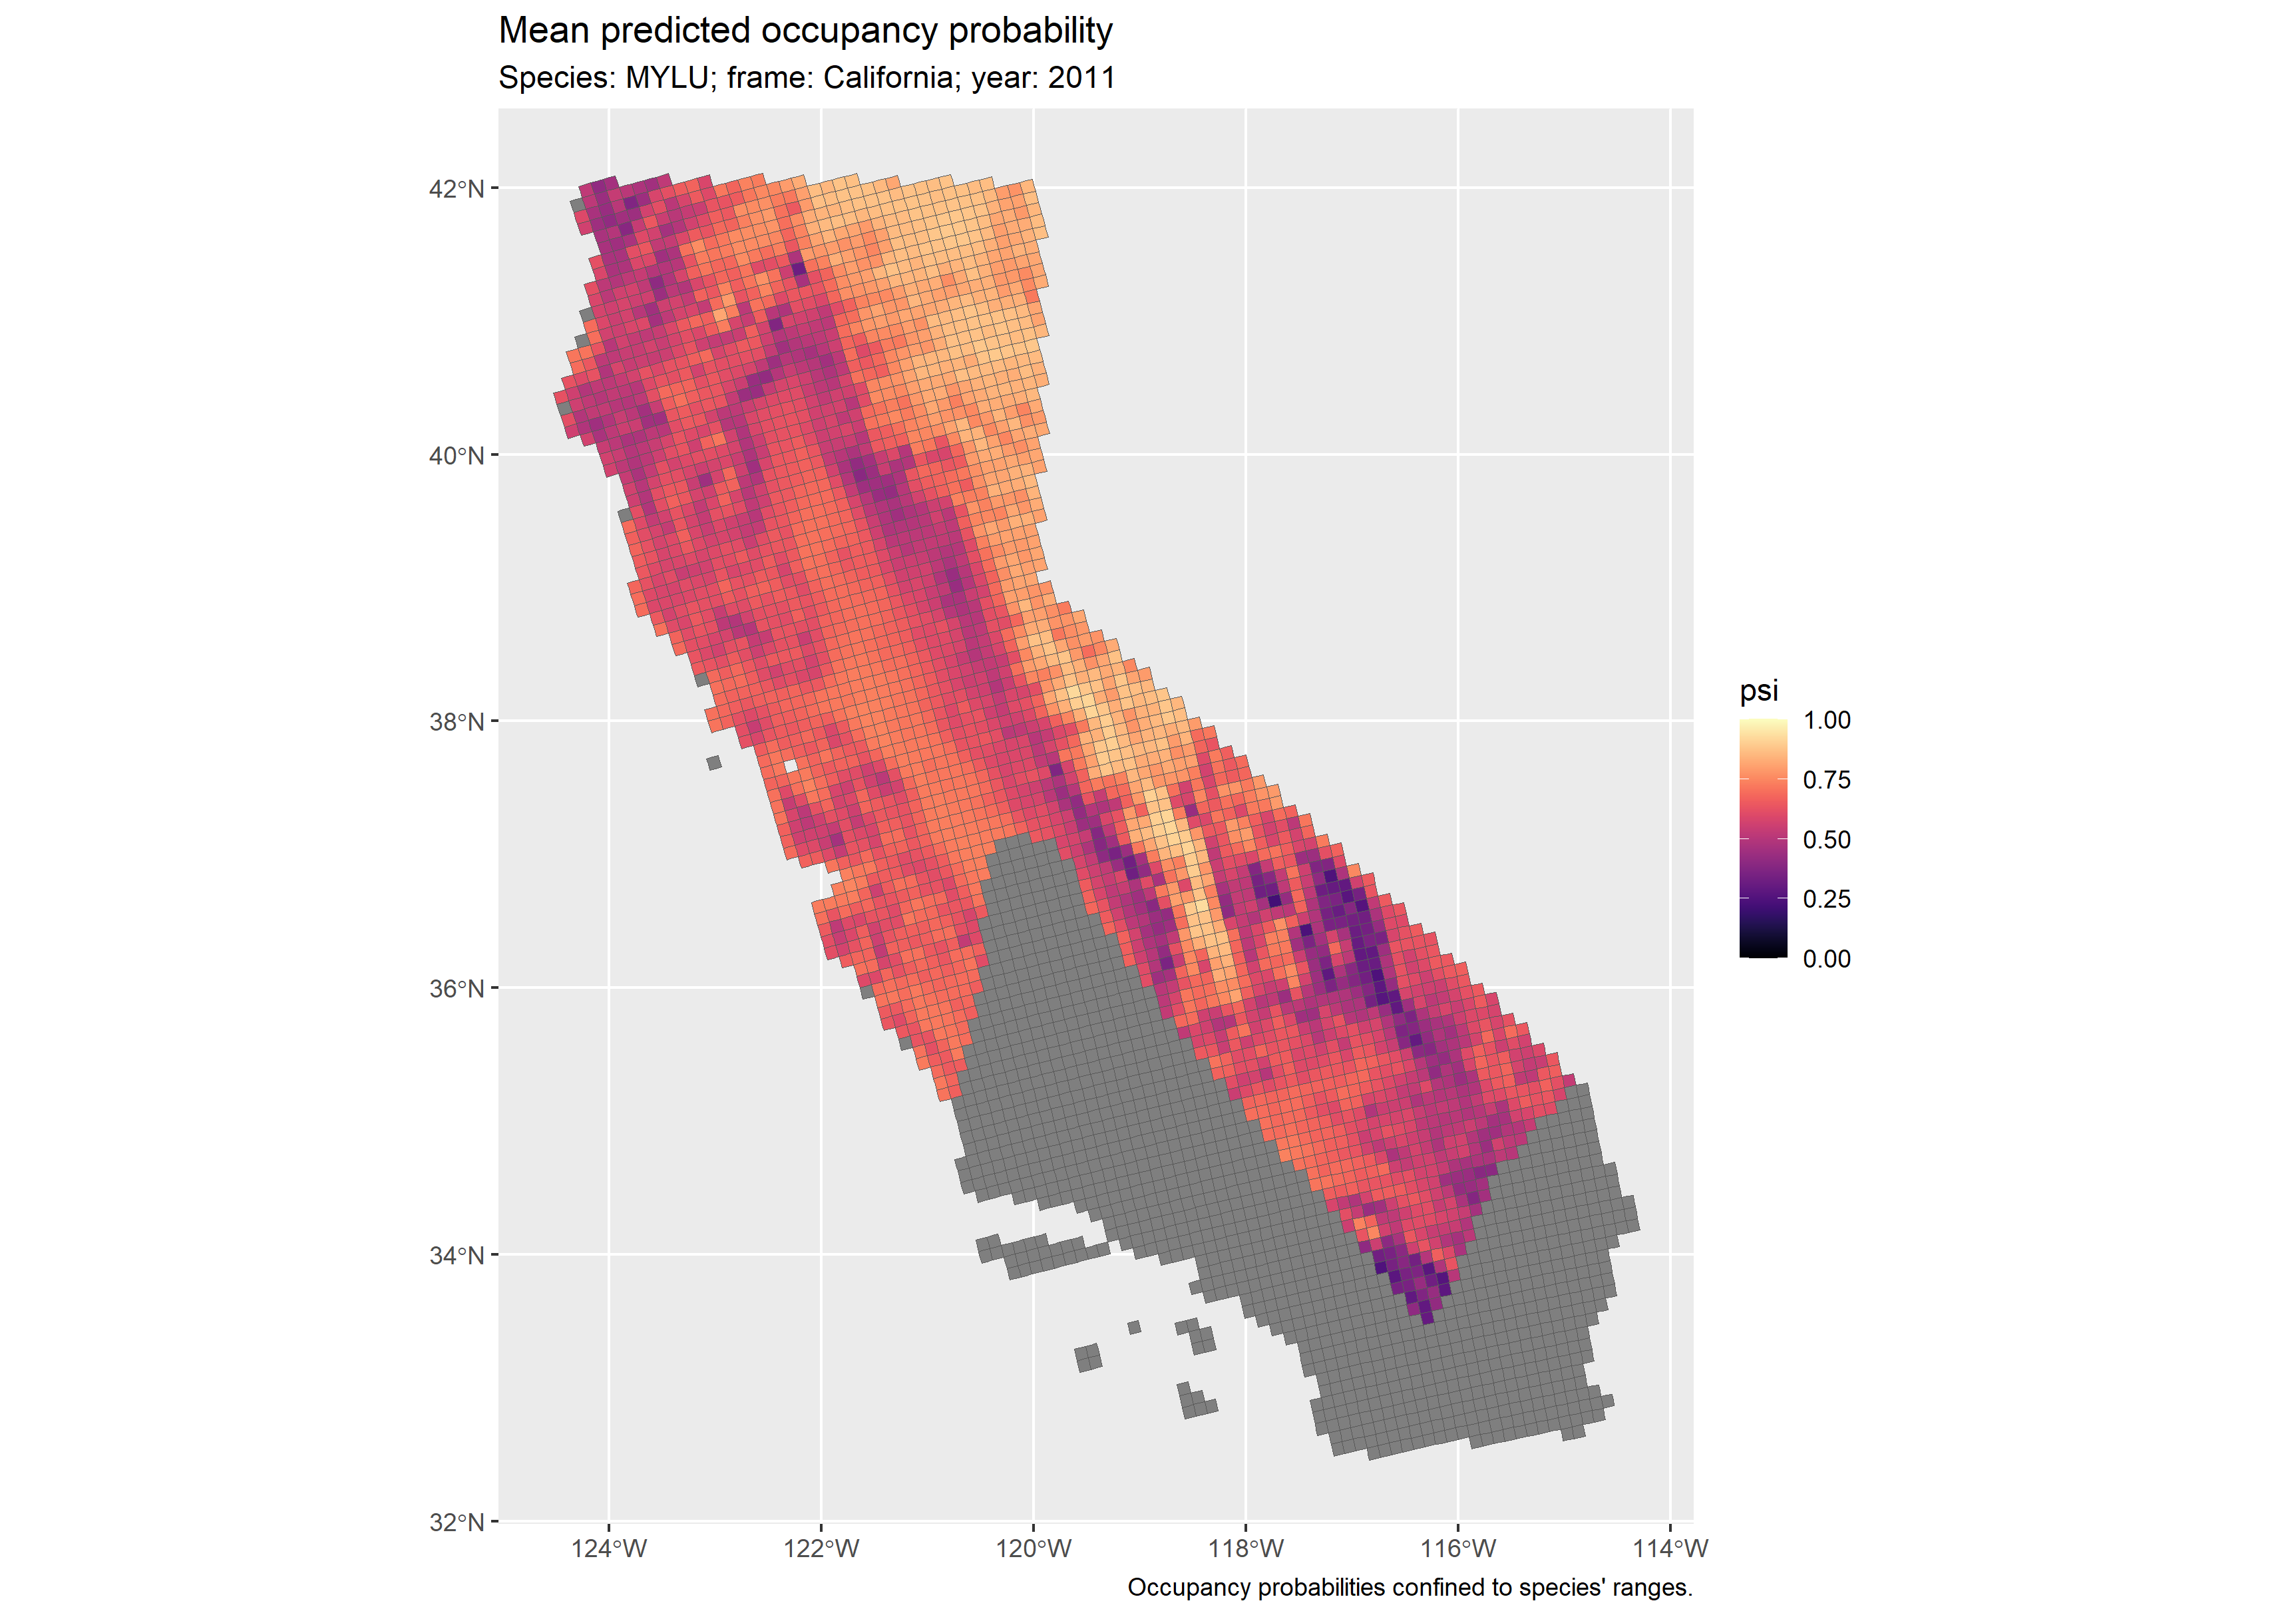 Mean predicted occupancy probability
Species: MYLU; frame: California; year: 2011
42°N
40°N
38°N
36°N
34°N
32°N
124°W
122°W
120°W
118°W
116°W
114°W
psi
1.00
0.75
0.50
0.25
0.00
Occupancy probabilities confined to species' ranges.